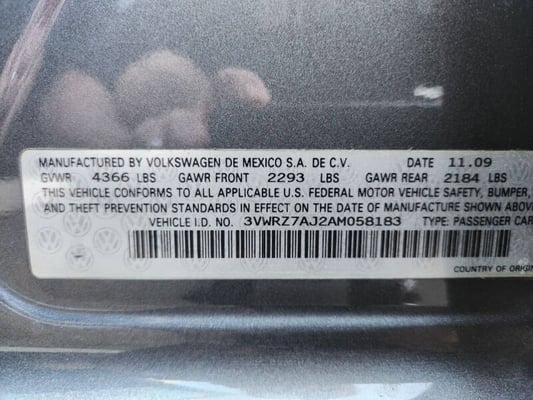 MANUFACTURED BY VOLKSWAGEN DE MEXICO S.A. DE C.V. DATE 11.09
GVWR 4366 LBS GAWR FRONT 2293 LBS GAWR REAR 2184 LBS
THIS VEHICLE CONFORMS TO ALL APPLICABLE U.S. FEDERAL MOTOR VEHICLE SAFETY, BUMPER,
AND THEFT PREVENTION STANDARDS IN EFFECT ON THE DATE OF MANUFACTURE SHOWN ABOVE
VEHICLE I.D. NO. 3VWRZ7AJ2AM058183 TYPE: PASSENGER CAR
COUNTRY OF ORIGIN